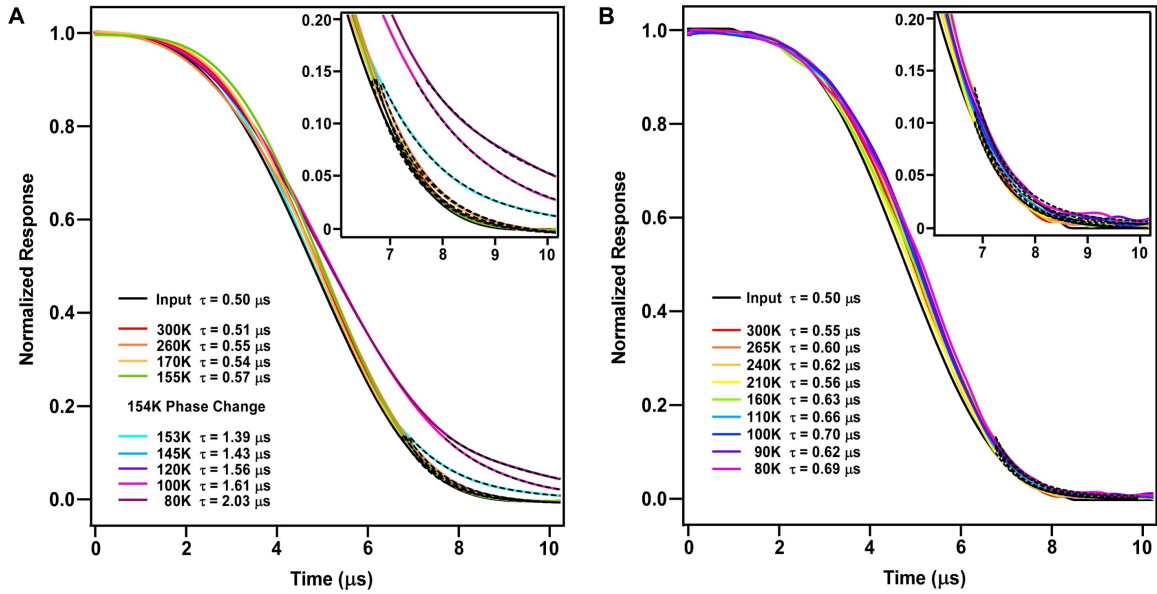 A
Normalized Response
1.0
0.8
0.6
0.4
0.2
0.0
0
2
4
6
8
10
Time (μs)
0.20
0.15
0.10
0.05
0
7
8
9
10
Input τ = 0.50 μs
300K τ = 0.51 μs
260K τ = 0.55 μs
170K τ = 0.54 μs
155K τ = 0.57 μs
154K Phase Change
153K τ = 1.39 μs
145K τ = 1.43 μs
120K τ = 1.56 μs
100K τ = 1.61 μs
80K τ = 2.03 μs
B
Normalized Response
1.0
0.8
0.6
0.4
0.2
0.0
0
2
4
6
8
10
Time (μs)
0.20
0.15
0.10
0.05
0
7
8
9
10
Input τ = 0.50 μs
300K τ = 0.55 μs
265K τ = 0.60 μs
240K τ = 0.62 μs
210K τ = 0.56 μs
160K τ = 0.63 μs
110K τ = 0.66 μs
100K τ = 0.70 μs
90K τ = 0.62 μs
80K τ = 0.69 μs